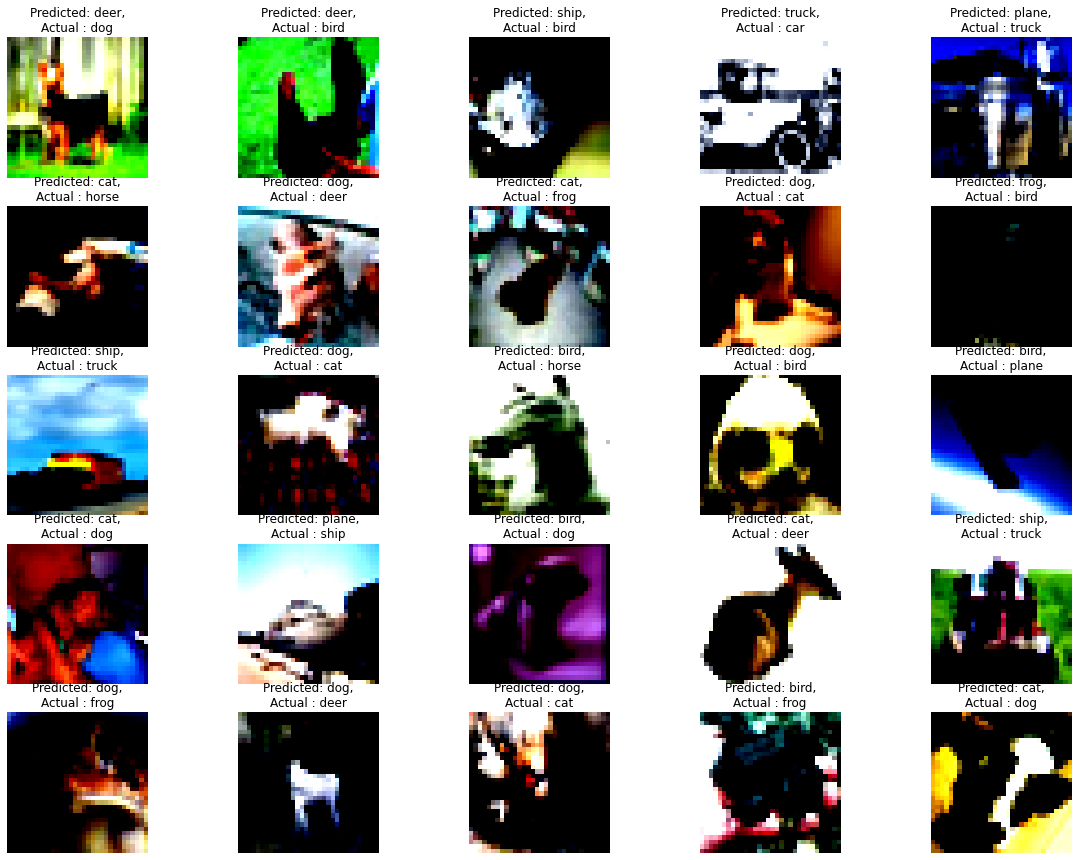 Predicted: deer,
Actual : dog
Predicted: deer,
Actual : bird
Predicted: ship,
Actual : bird
Predicted: truck,
Actual : car
Predicted: plane,
Actual : truck
Predicted: cat,
Actual : horse
Predicted: dog,
Actual : deer
Predicted: cat,
Actual : frog
Predicted: dog,
Actual : cat
Predicted: frog,
Actual : bird
Predicted: ship,
Actual : truck
Predicted: dog,
Actual : cat
Predicted: bird,
Actual : horse
Predicted: dog,
Actual : bird
Predicted: bird,
Actual : plane
Predicted: cat,
Actual : dog
Predicted: plane,
Actual : ship
Predicted: bird,
Actual : dog
Predicted: cat,
Actual : deer
Predicted: ship,
Actual : truck
Predicted: dog,
Actual : frog
Predicted: dog,
Actual : deer
Predicted: dog,
Actual : cat
Predicted: bird,
Actual : frog
Predicted: cat,
Actual : dog